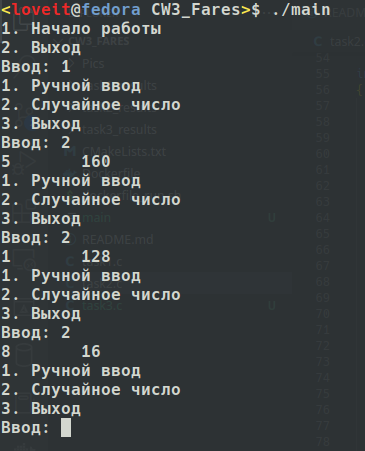 <loveit@fedora CW3_Fares>$ ./main
1. Начало работы
2. Выход
Ввод: 1
1. Ручной ввод
2. Случайное число
3. Выход
Ввод: 2
5       160
1. Ручной ввод
2. Случайное число
3. Выход
Ввод: 2
1       128
1. Ручной ввод
2. Случайное число
3. Выход
Ввод: 2
8       16
1. Ручной ввод
2. Случайное число
3. Выход
Ввод: